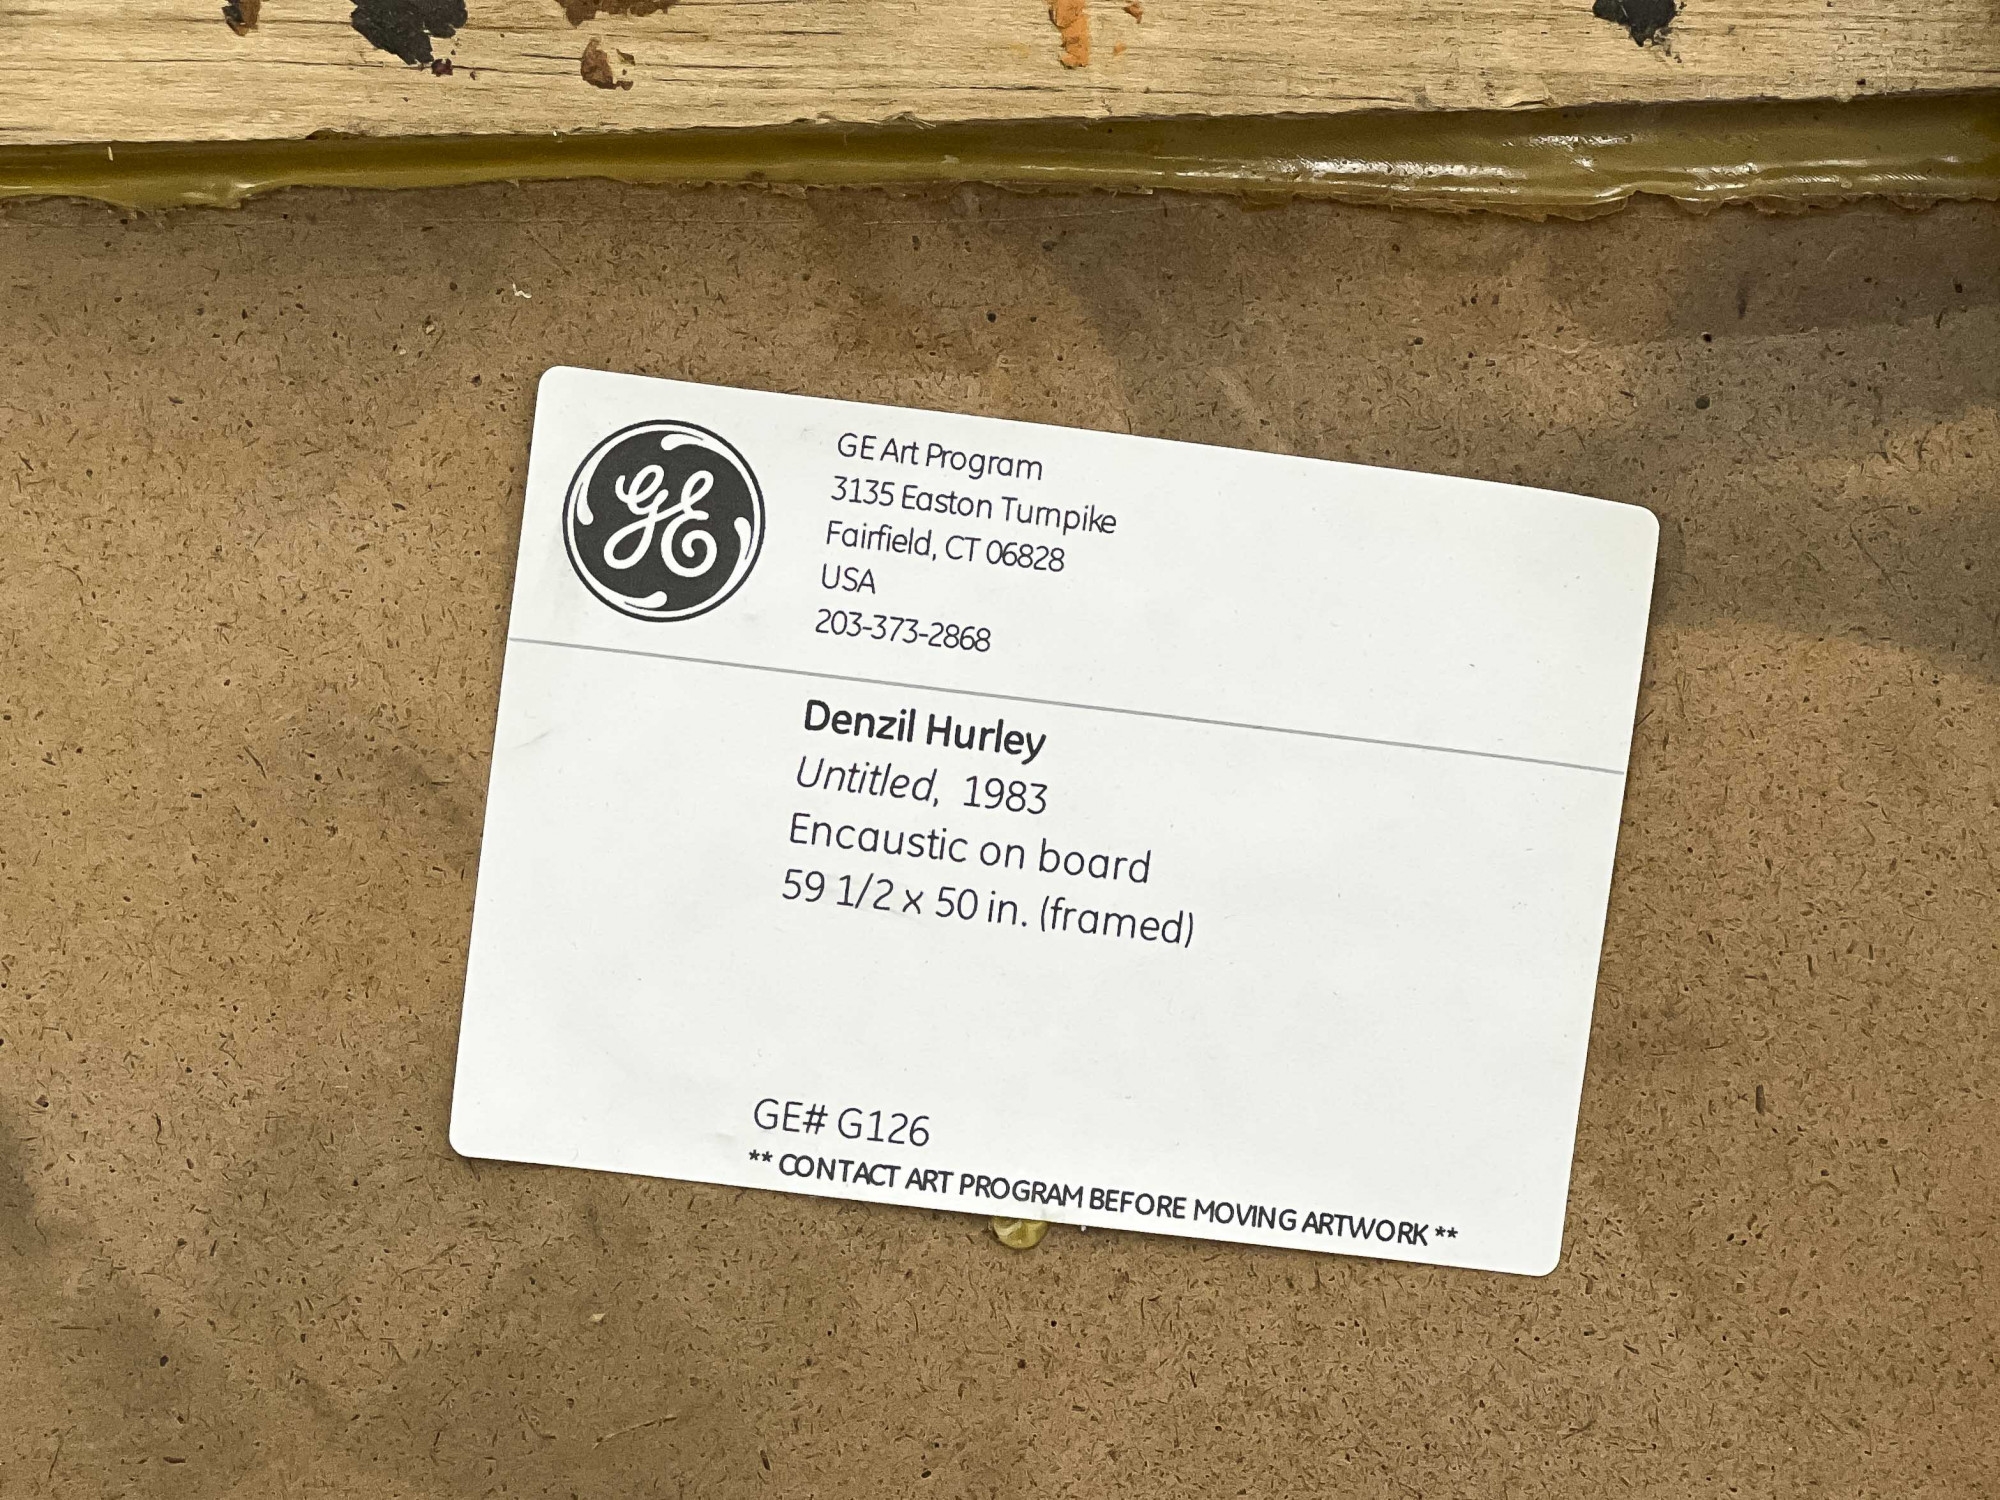 GE
GE Art Program
3135 Easton Turnpike
Fairfield, CT 06828
USA
203-373-2868
Denzil Hurley
Untitled, 1983
Encaustic on board
59 1/2 x 50 in. (framed)
GE# G126
** CONTACT ART PROGRAM BEFORE MOVING ARTWORK **